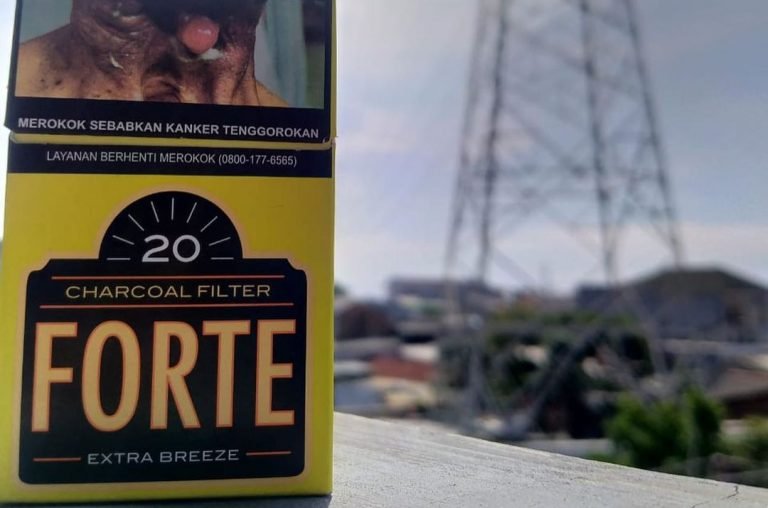 MEROKOK SEBABKAN KANKER TENGGOROKAN
LAYANAN BERHENTI MEROKOK (0800-177-6565)
20
CHARCOAL FILTER
FORTE
EXTRA BREEZE